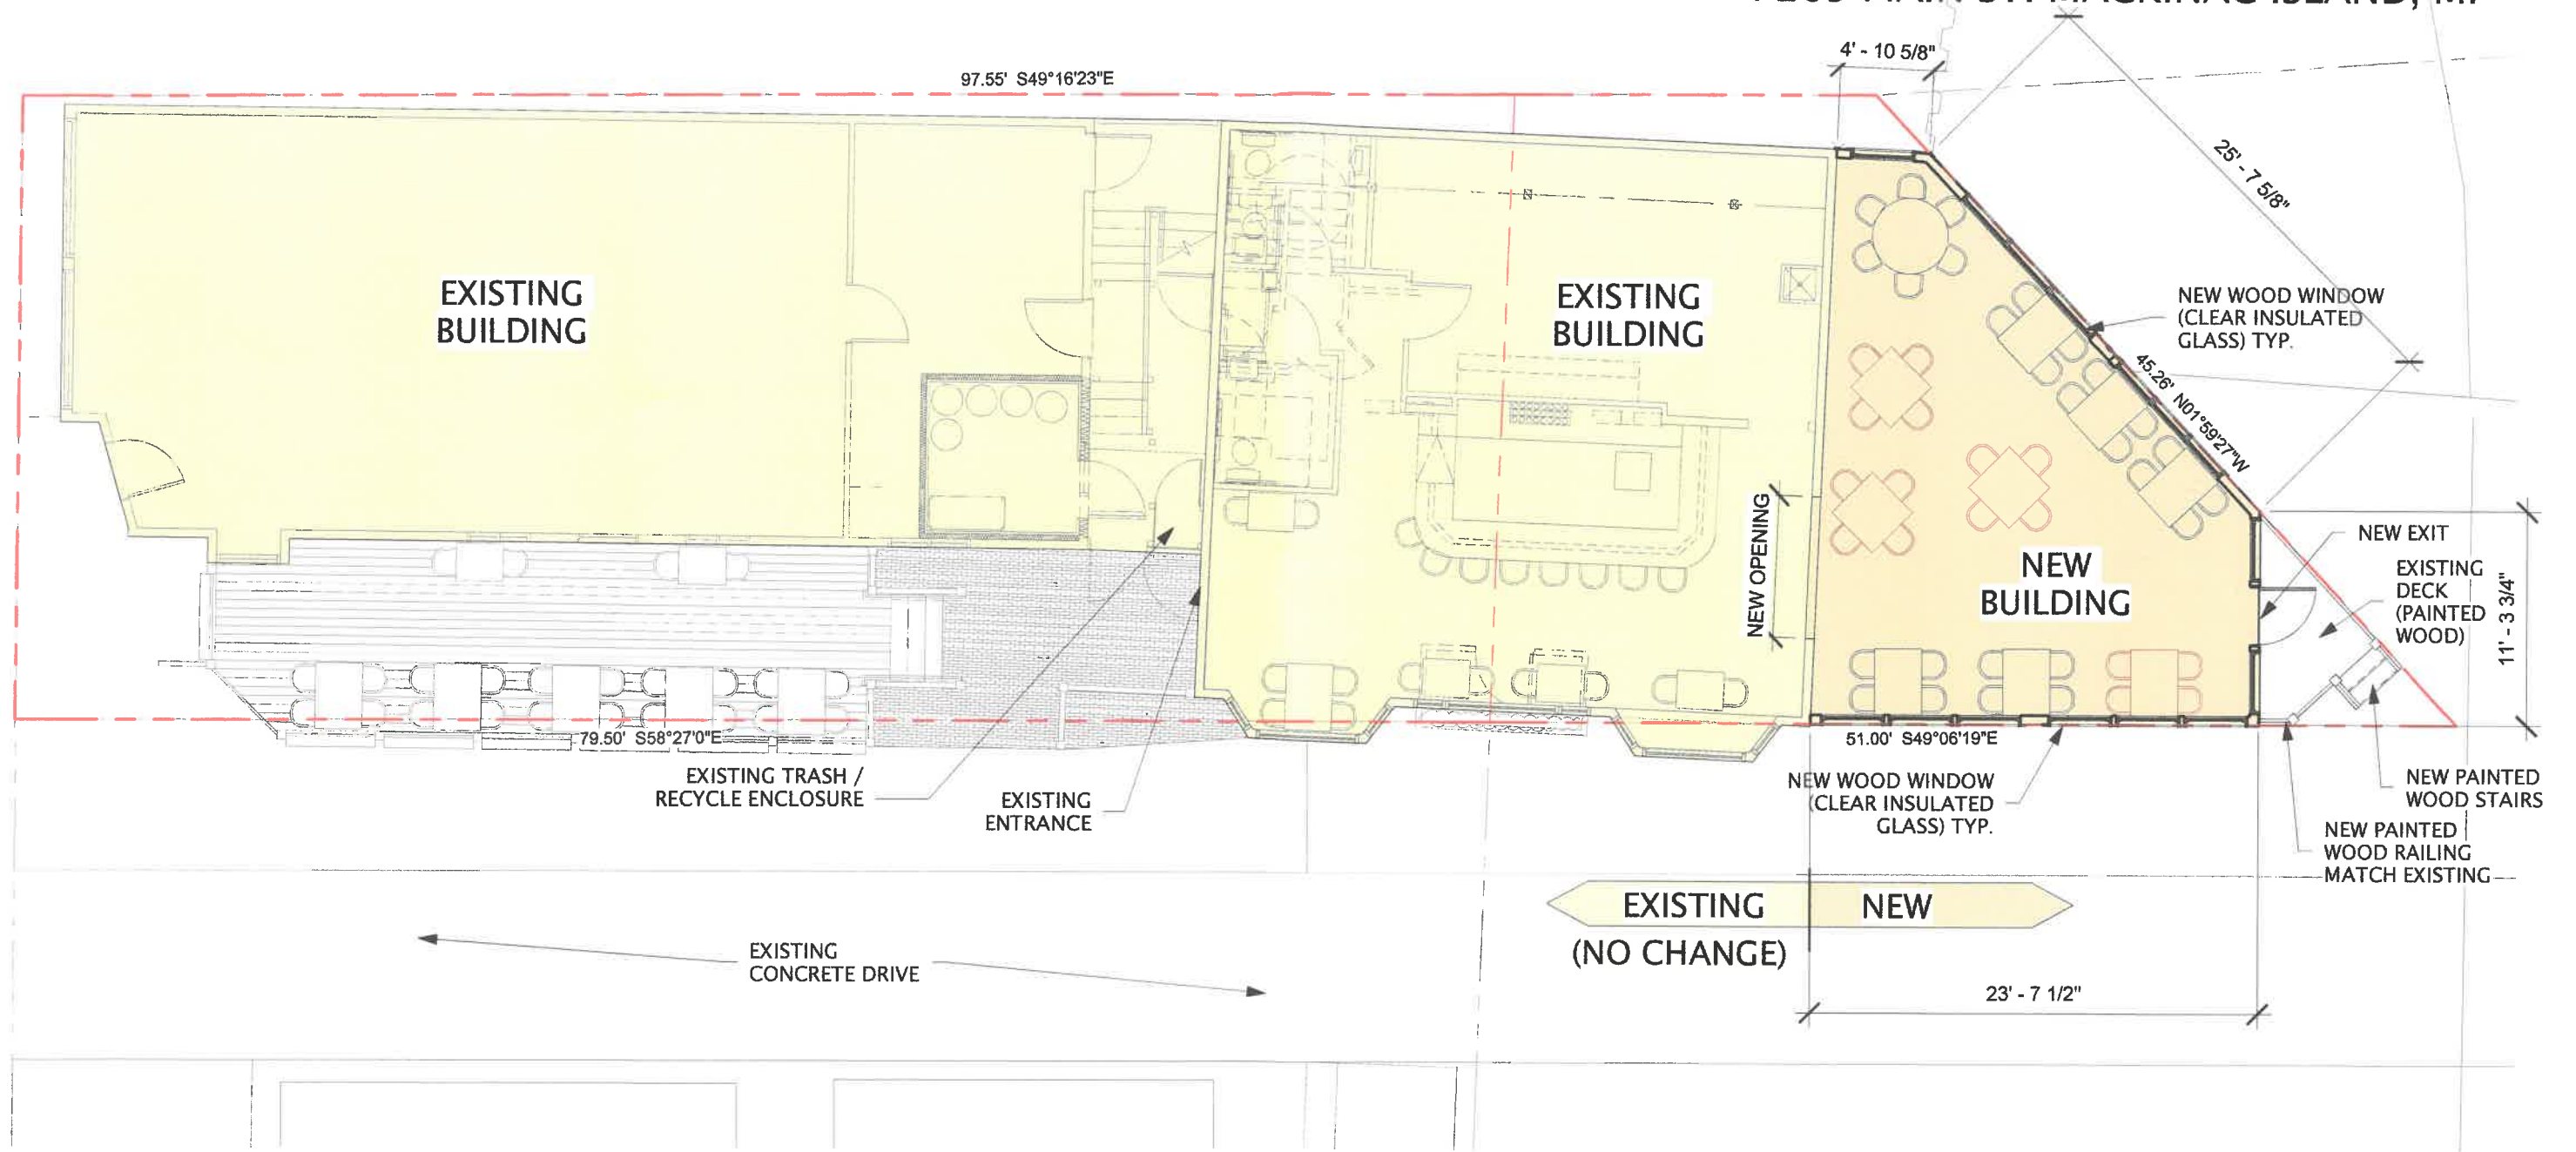 4' - 10 5/8"
97.55' S49°16'23"E
25' - 7 5/8"
EXISTING
BUILDING
EXISTING
BUILDING
NEW WOOD WINDOW
(CLEAR INSULATED
GLASS) TYP.
45.26' N01°59'27"W
NEW OPENING
NEW
BUILDING
NEW EXIT
EXISTING
DECK
(PAINTED
WOOD)
11' - 3 3/4"
79.50' S58°27'0"E
51.00' S49°06'19"E
EXISTING TRASH /
RECYCLE ENCLOSURE
EXISTING
ENTRANCE
NEW WOOD WINDOW
(CLEAR INSULATED
GLASS) TYP.
NEW PAINTED
WOOD STAIRS
NEW PAINTED
WOOD RAILING
MATCH EXISTING
EXISTING
NEW
(NO CHANGE)
EXISTING
CONCRETE DRIVE
23' - 7 1/2"